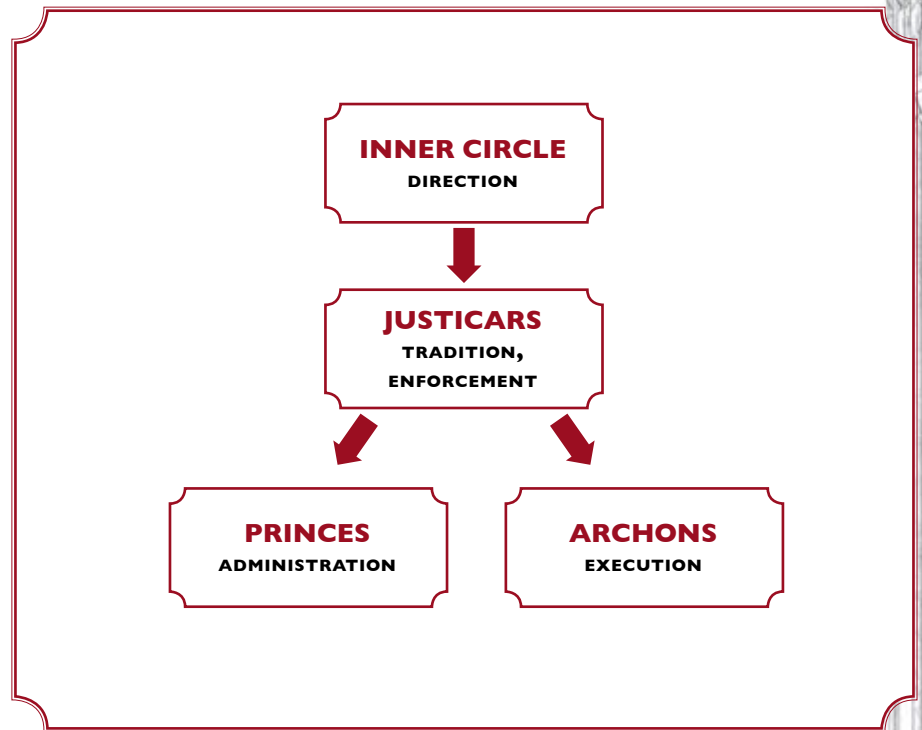 INNER CIRCLE
DIRECTION
JUSTICARS
TRADITION,
ENFORCEMENT
PRINCES
ADMINISTRATION
ARCHONS
EXECUTION